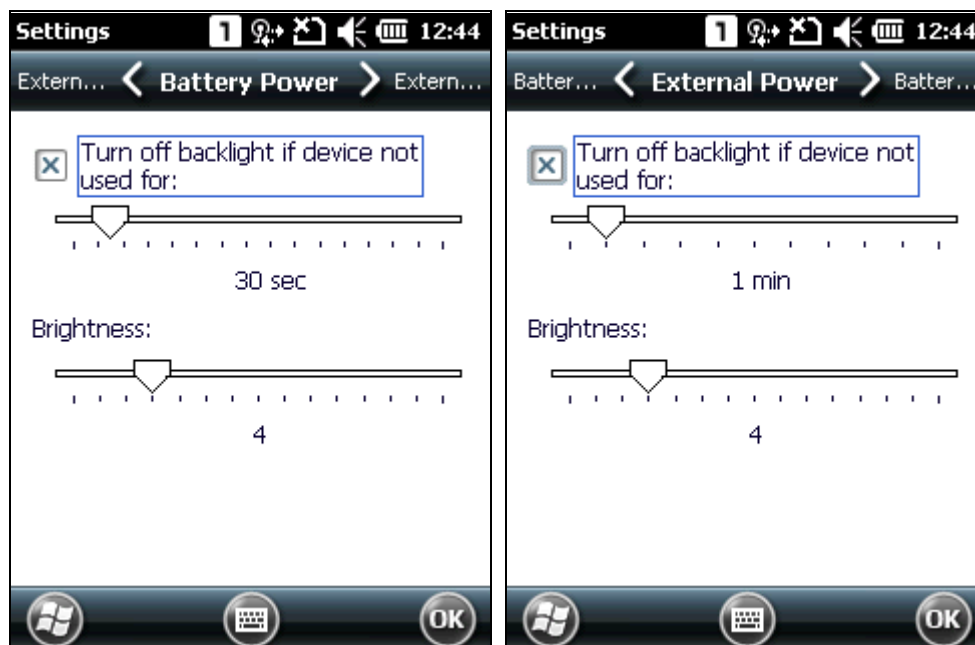 Settings 1 12:44
Extern... Battery Power Extern...
Turn off backlight if device not
used for:
30 sec
Brightness:
4
OK
Settings 1 12:44
Batter... External Power Batter...
Turn off backlight if device not
used for:
1 min
Brightness:
4
OK